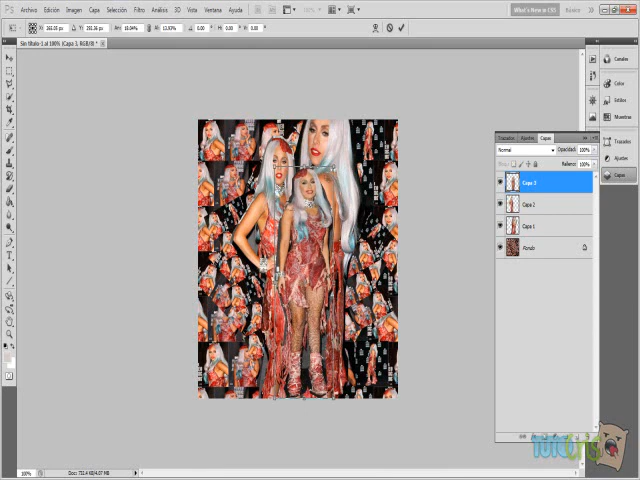 Ps Archivo Edición Imagen Capa Selección Filtro Análisis 3D Vista Ventana Ayuda
What's New in CS5
Básico
Sin título-1 al 100% (Capa 3, RGB/8) *
Trazados Ajustes Capas
Normal
Opacidad: 100%
Relleno: 100%
Capa 3
Capa 2
Capa 1
Fondo
Canales
Color
Estilos
Muestras
Trazados
Ajustes
Capas
100%